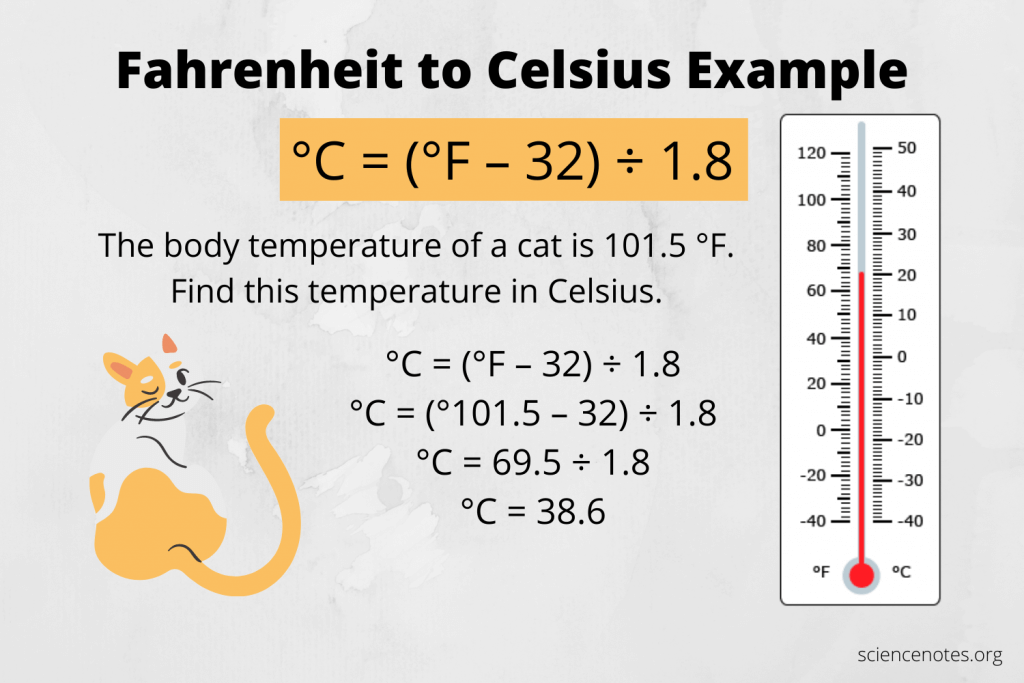 Fahrenheit to Celsius Example
°C = (°F – 32) ÷ 1.8
The body temperature of a cat is 101.5 °F.
Find this temperature in Celsius.
°C = (°F – 32) ÷ 1.8
°C = (°101.5 – 32) ÷ 1.8
°C = 69.5 ÷ 1.8
°C = 38.6
120 50
100 40
80 30
60 20
40 10
20 0
0 -10
-20 -20
-40 -30
-40
°F °C
sciencenotes.org